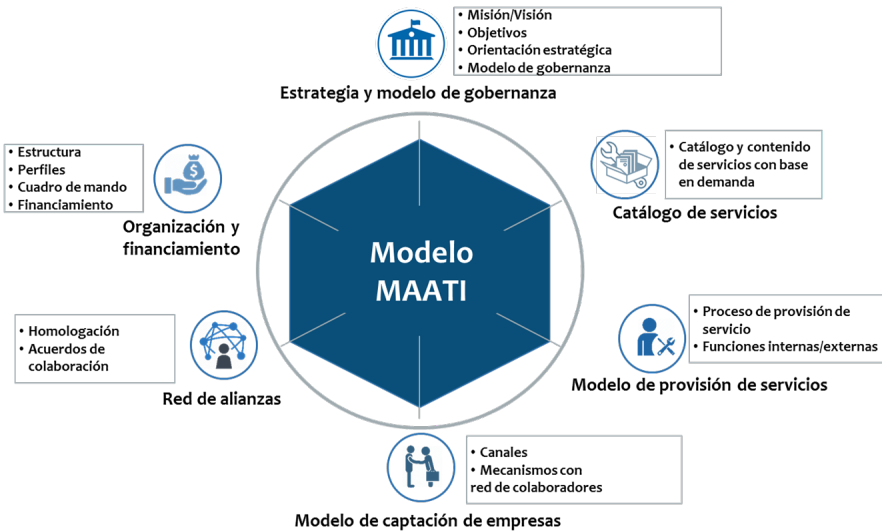 • Misión/Visión
• Objetivos
• Orientación estratégica
• Modelo de gobernanza
Estrategia y modelo de gobernanza
• Catálogo y contenido
de servicios con base
en demanda
Catálogo de servicios
• Proceso de provisión de
servicio
• Funciones internas/externas
Modelo de provisión de servicios
• Canales
• Mecanismos con
red de colaboradores
Modelo de captación de empresas
• Homologación
• Acuerdos de
colaboración
Red de alianzas
• Estructura
• Perfiles
• Cuadro de mando
• Financiamiento
Organización y
financiamiento
$
Modelo
MAATI